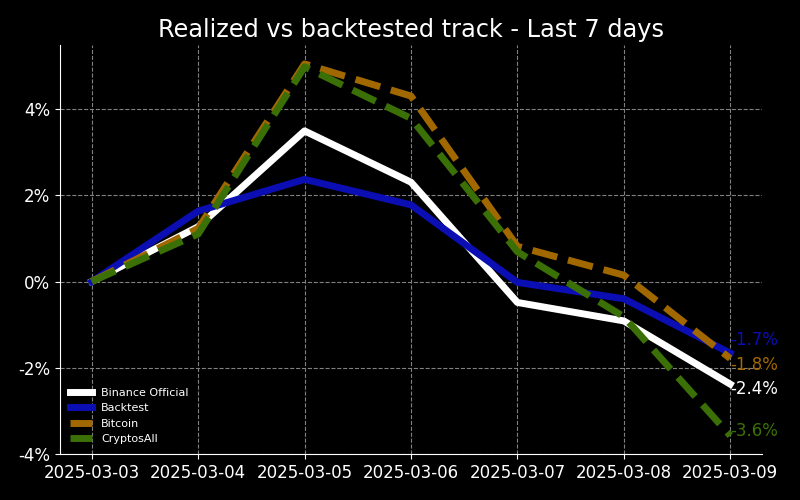 Realized vs backtested track - Last 7 days
4%
2%
0%
-2%
-4%
-1.7%
-1.8%
-2.4%
-3.6%
Binance Official
Backtest
Bitcoin
CryptosAll
2025-03-03 2025-03-04 2025-03-05 2025-03-06 2025-03-07 2025-03-08 2025-03-09